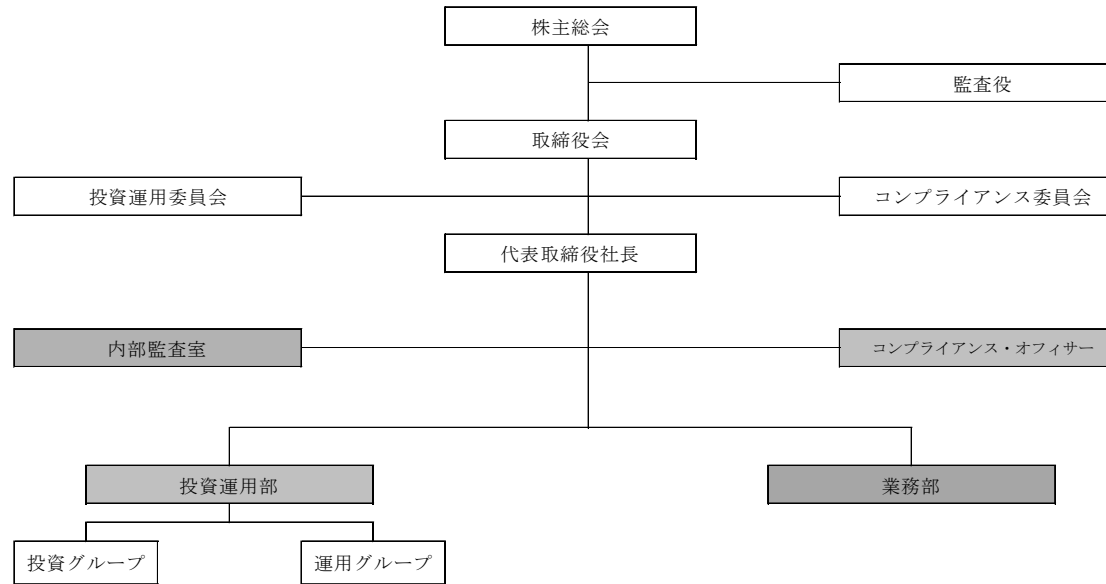 株主総会
監査役
取締役会
投資運用委員会
コンプライアンス委員会
代表取締役社長
内部監査室
コンプライアンス・オフィサー
投資運用部
業務部
投資グループ
運用グループ